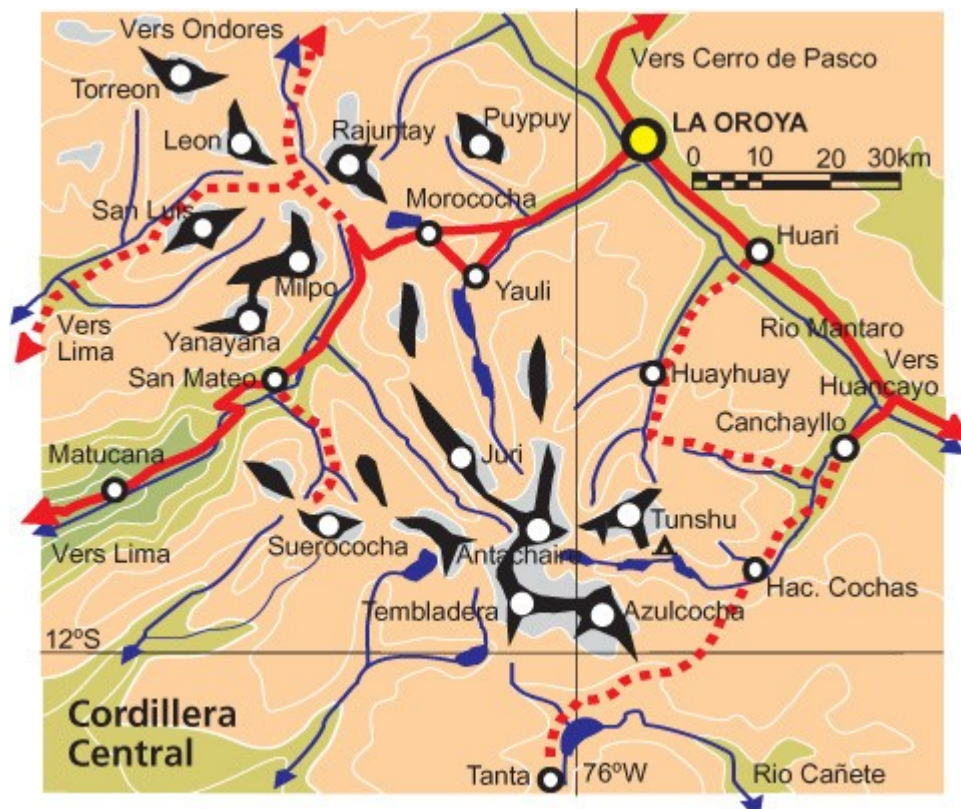 Vers Ondores
Vers Cerro de Pasco
Torreon
Leon
Rajuntay
Puypuy
LA OROYA
0 10 20 30km
Morococha
San Luis
Huari
Milpo
Yauli
Vers
Lima
Yanayana
Rio Mantaro
Vers
Huancayo
San Mateo
Huayhuay
Canchayllo
Matucana
Juri
Vers Lima
Suerococha
Antachaire
Tunshu
Hac. Cochas
Tembladera
Azulcocha
12ºS
Cordillera
Central
Tanta
76ºW
Rio Cañete